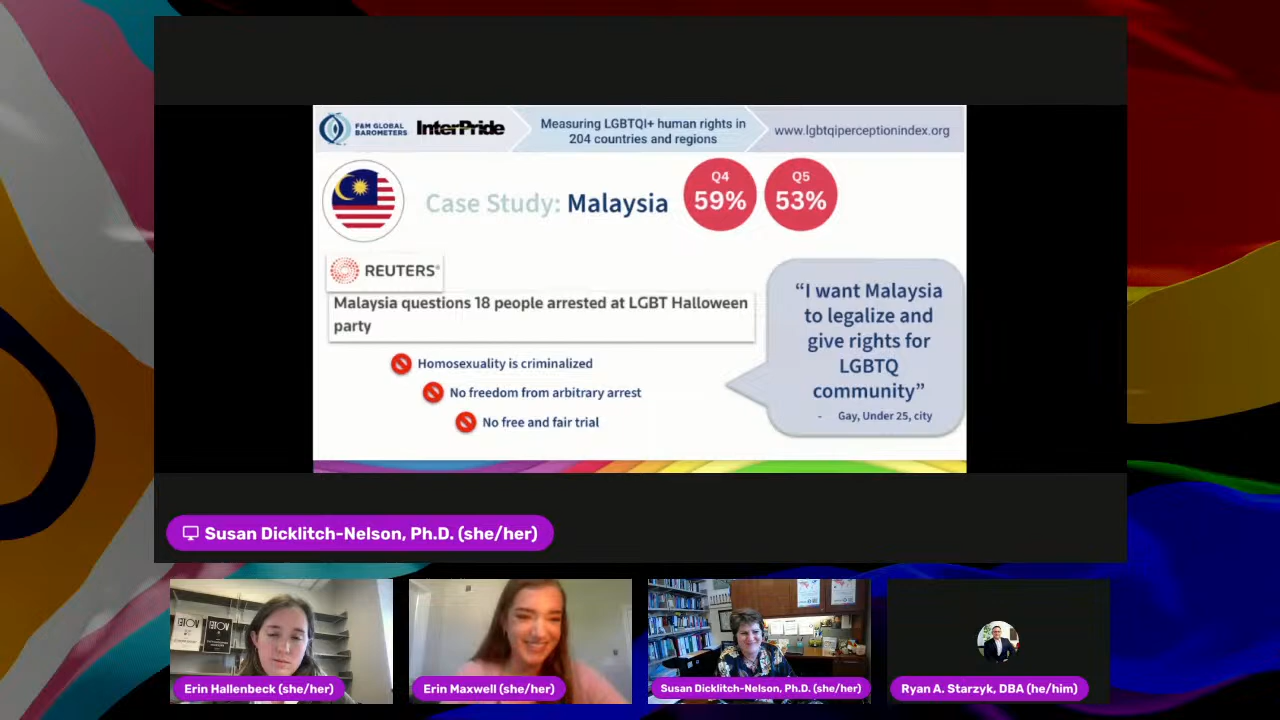 F&M GLOBAL
BAROMETERS
InterPride
Measuring LGBTQI+ human rights in
204 countries and regions
www.lgbtqiperceptionindex.org
Case Study: Malaysia
Q4
59%
Q5
53%
REUTERS®
Malaysia questions 18 people arrested at LGBT Halloween
party
Homosexuality is criminalized
No freedom from arbitrary arrest
No free and fair trial
“I want Malaysia
to legalize and
give rights for
LGBTQ
community”
- Gay, Under 25, city
Susan Dicklitch-Nelson, Ph.D. (she/her)
Erin Hallenbeck (she/her)
Erin Maxwell (she/her)
Susan Dicklitch-Nelson, Ph.D. (she/her)
Ryan A. Starzyk, DBA (he/him)